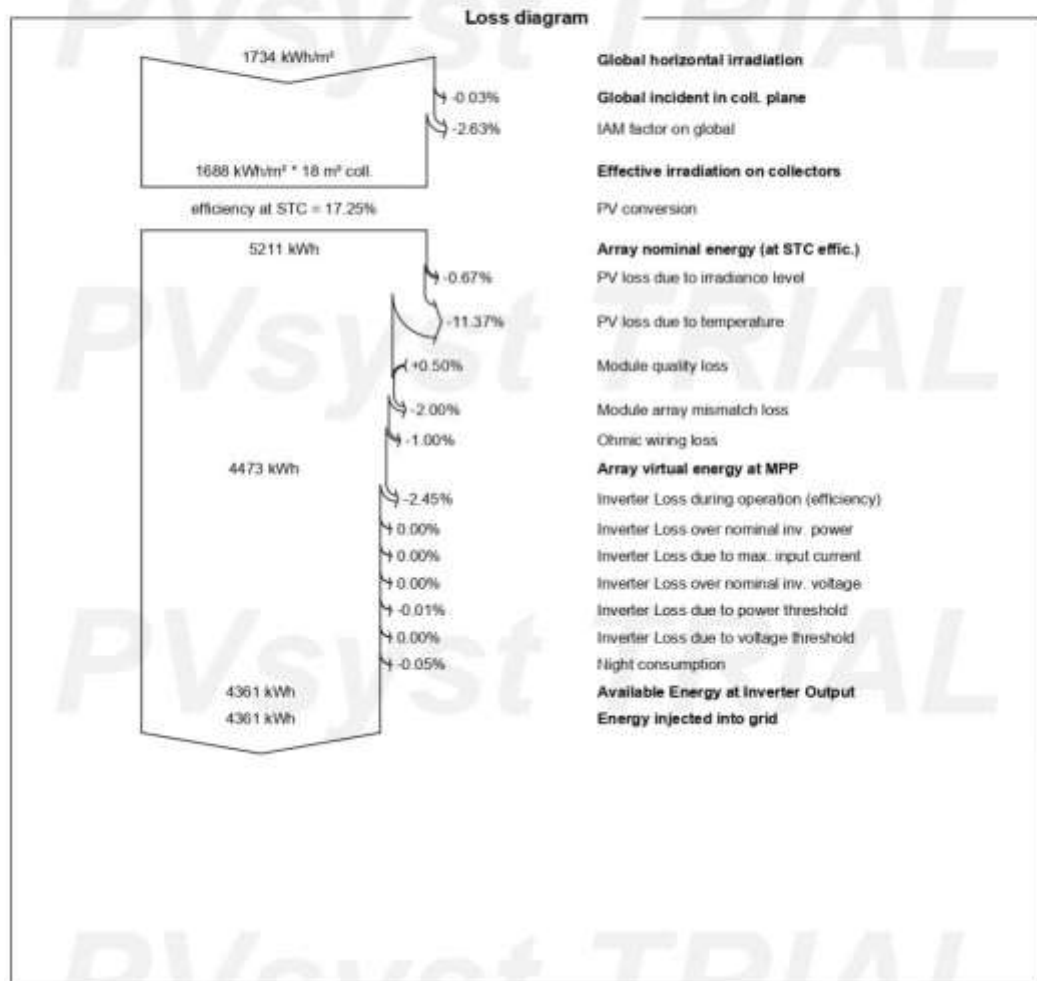 Loss diagram
1734 kWh/m² Global horizontal irradiation
-0.03% Global incident in coll. plane
-2.63% IAM factor on global
1688 kWh/m² * 18 m² coll. Effective irradiation on collectors
efficiency at STC = 17.25% PV conversion
5211 kWh Array nominal energy (at STC effic.)
-0.67% PV loss due to irradiance level
-11.37% PV loss due to temperature
+0.50% Module quality loss
-2.00% Module array mismatch loss
-1.00% Ohmic wiring loss
4473 kWh Array virtual energy at MPP
-2.45% Inverter Loss during operation (efficiency)
0.00% Inverter Loss over nominal inv. power
0.00% Inverter Loss due to max. input current
0.00% Inverter Loss over nominal inv. voltage
-0.01% Inverter Loss due to power threshold
0.00% Inverter Loss due to voltage threshold
-0.05% Night consumption
4361 kWh Available Energy at Inverter Output
4361 kWh Energy injected into grid
PVsyst TRIAL
PVsyst TRIAL
PVsyst TRIAL
PVsyst TRIAL